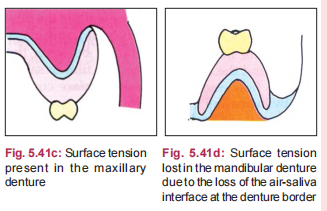 Fig. 5.41c: Surface tension
present in the maxillary
denture
Fig. 5.41d: Surface tension
lost in the mandibular denture
due to the loss of the air-saliva
interface at the denture border